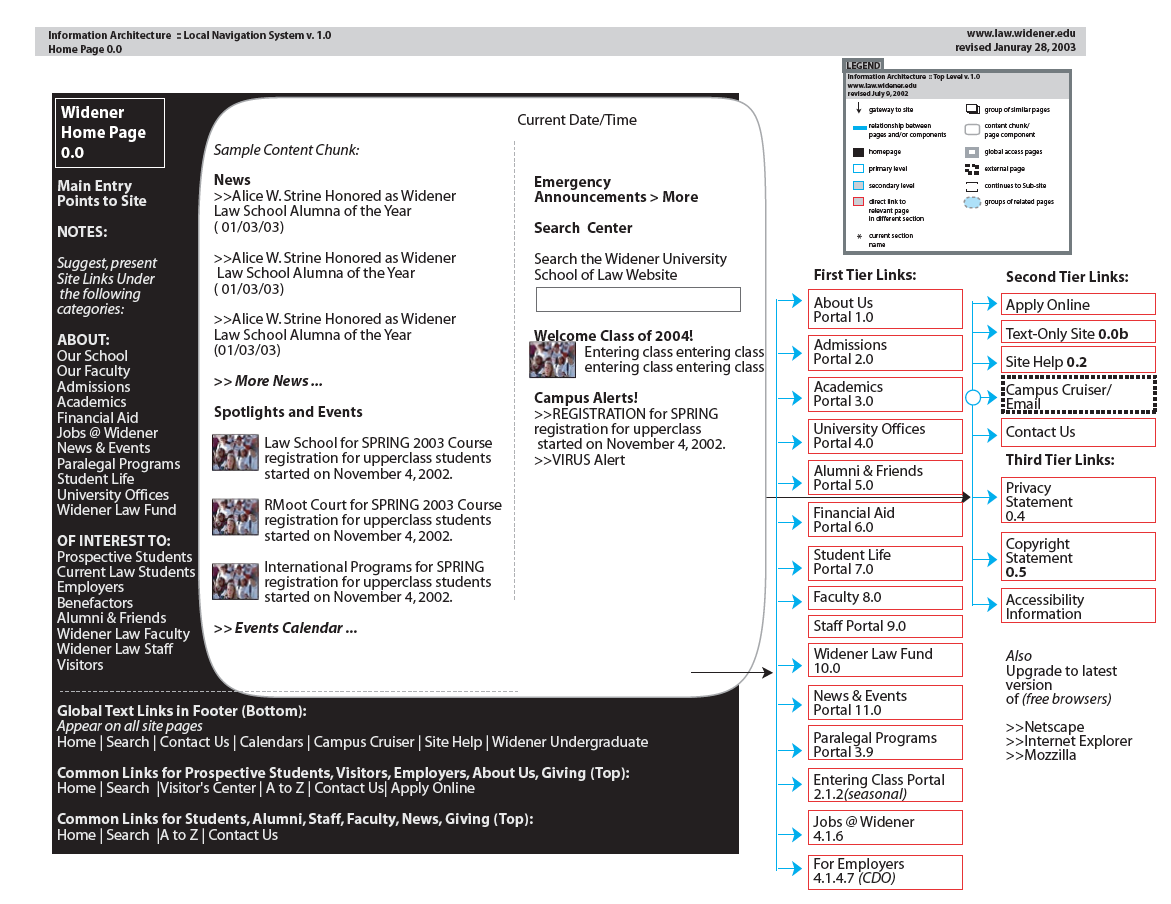 Information Architecture :: Local Navigation System v. 1.0
Home Page 0.0
www.law.widener.edu
revised Januray 28, 2003
LEGEND
Information Architecture :: Top Level v. 1.0
www.law.widener.edu
revised July 9, 2002
gateway to site
relationship between
pages and/or components
homepage
primary level
secondary level
direct link to
relevant page
in different section
* current section
name
group of similar pages
content chunk/
page component
global access pages
external page
continues to Sub-site
groups of related pages
Widener
Home Page
0.0
Main Entry
Points to Site
NOTES:
Suggest, present
Site Links Under
the following
categories:
ABOUT:
Our School
Our Faculty
Admissions
Academics
Financial Aid
Jobs @ Widener
News & Events
Paralegal Programs
Student Life
University Offices
Widener Law Fund
OF INTEREST TO:
Prospective Students
Current Law Students
Employers
Benefactors
Alumni & Friends
Widener Law Faculty
Widener Law Staff
Visitors
Current Date/Time
Sample Content Chunk:
News
>>Alice W. Strine Honored as Widener
Law School Alumna of the Year
( 01/03/03)
>>Alice W. Strine Honored as Widener
Law School Alumna of the Year
( 01/03/03)
>>Alice W. Strine Honored as Widener
Law School Alumna of the Year
(01/03/03)
>> More News ...
Spotlights and Events
Law School for SPRING 2003 Course
registration for upperclass students
started on November 4, 2002.
RMoot Court for SPRING 2003 Course
registration for upperclass students
started on November 4, 2002.
International Programs for SPRING
registration for upperclass students
started on November 4, 2002.
>> Events Calendar ...
Emergency
Announcements > More
Search Center
Search the Widener University
School of Law Website
Welcome Class of 2004!
Entering class entering class
entering class entering class
Campus Alerts!
>>REGISTRATION for SPRING
registration for upperclass
started on November 4, 2002.
>>VIRUS Alert
Global Text Links in Footer (Bottom):
Appear on all site pages
Home | Search | Contact Us | Calendars | Campus Cruiser | Site Help | Widener Undergraduate
Common Links for Prospective Students, Visitors, Employers, About Us, Giving (Top):
Home | Search |Visitor's Center | A to Z | Contact Us| Apply Online
Common Links for Students, Alumni, Staff, Faculty, News, Giving (Top):
Home | Search |A to Z | Contact Us
First Tier Links:
About Us
Portal 1.0
Admissions
Portal 2.0
Academics
Portal 3.0
University Offices
Portal 4.0
Alumni & Friends
Portal 5.0
Financial Aid
Portal 6.0
Student Life
Portal 7.0
Faculty 8.0
Staff Portal 9.0
Widener Law Fund
10.0
News & Events
Portal 11.0
Paralegal Programs
Portal 3.9
Entering Class Portal
2.1.2(seasonal)
Jobs @ Widener
4.1.6
For Employers
4.1.4.7 (CDO)
Second Tier Links:
Apply Online
Text-Only Site 0.0b
Site Help 0.2
Campus Cruiser/
Email
Contact Us
Third Tier Links:
Privacy
Statement
0.4
Copyright
Statement
0.5
Accessibility
Information
Also
Upgrade to latest
version
of (free browsers)
>>Netscape
>>Internet Explorer
>>Mozzilla